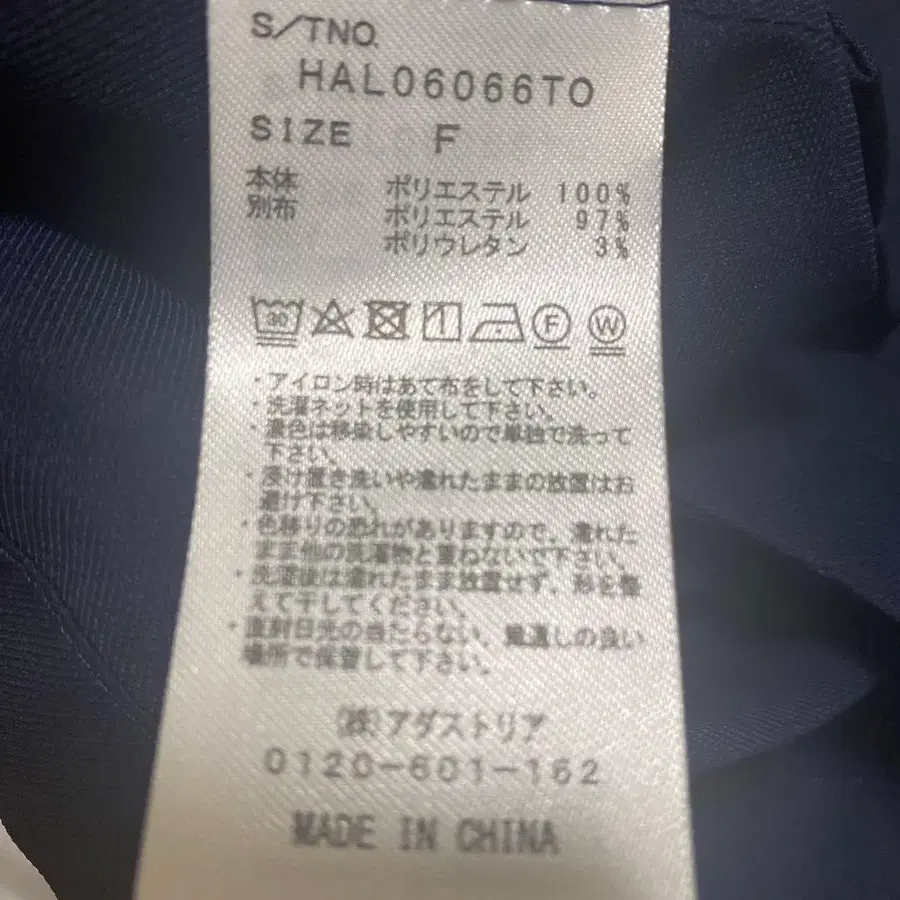 S/TNO.
HAL06066TO
SIZE F
本体 ポリエステル 100%
別布 ポリエステル 97%
ポリウレタン 3%
30 F W
・アイロン時はあて布をして下さい。
・洗濯ネットを使用して下さい。
・濃色は移染しやすいので単独で洗って
下さい。
・浸け置き洗いや濡れたままの放置はお
避け下さい。
・色移りの恐れがありますので、濡れた
まま他の洗濯物と重ねないで下さい。
・洗濯後は濡れたまま放置せず、形を整
えて干してください。
・直射日光の当たらない、風通しの良い
場所で保管して下さい。
(株)アダストリア
0120-601-162
MADE IN CHINA